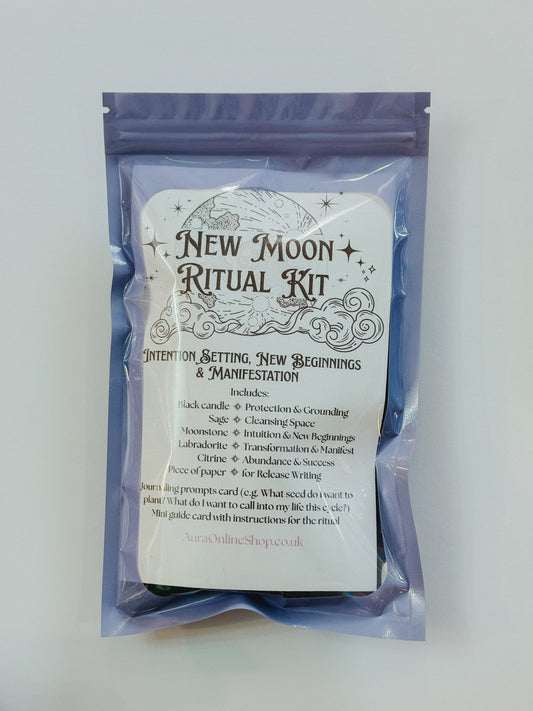 New Moon
Ritual Kit
Intention Setting, New Beginnings
& Manifestation
Includes:
Black candle ✧ Protection & Grounding
Sage ✧ Cleansing Space
Moonstone ✧ Intuition & New Beginnings
Labradorite ✧ Transformation & Manifest
Citrine ✧ Abundance & Success
Piece of paper ✧ for Release Writing
Journaling prompts card (e.g. What seed do i want to
plant? What do I want to call into my life this cycle?)
Mini guide card with instructions for the ritual
AuraOnlineShop.co.uk